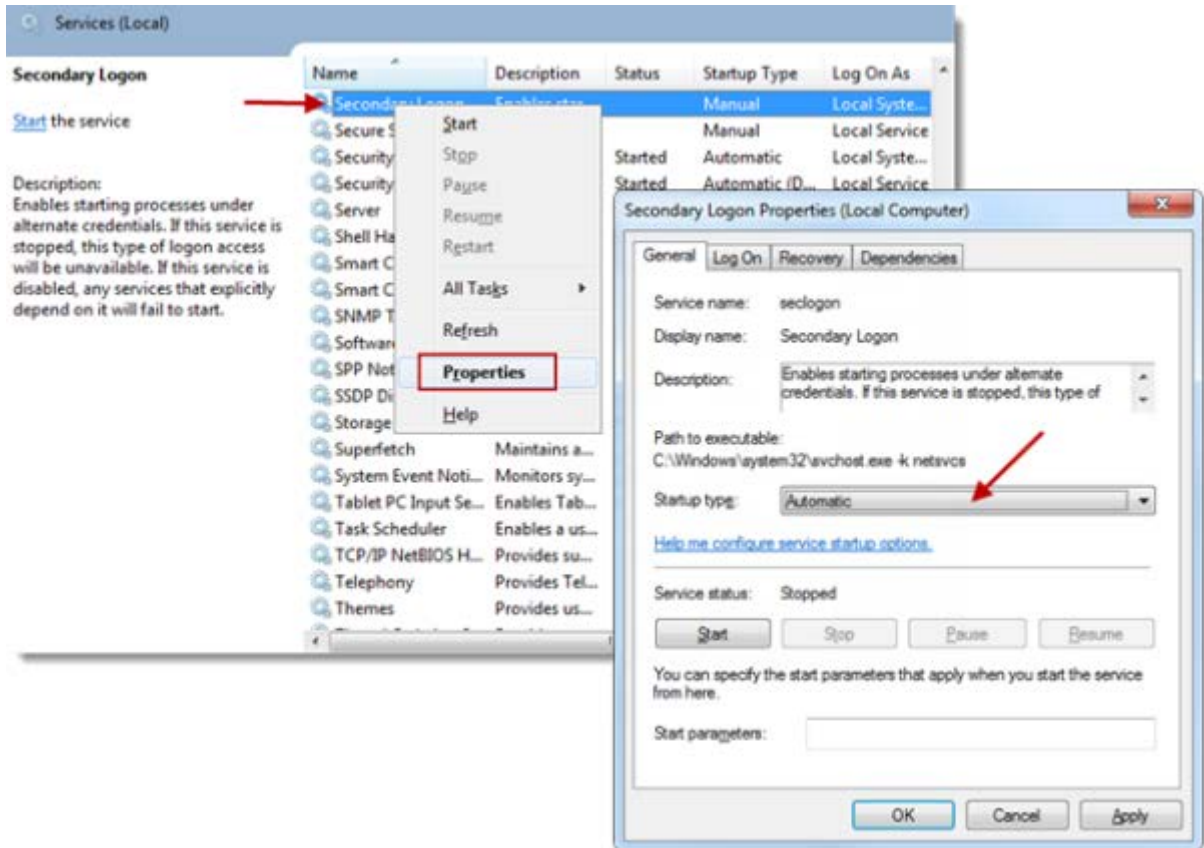 Services (Local)
Secondary Logon
Start the service
Description:
Enables starting processes under
alternate credentials. If this service is
stopped, this type of logon access
will be unavailable. If this service is
disabled, any services that explicitly
depend on it will fail to start.
Name Description Status Startup Type Log On As
Secondary Logon Enables star... Manual Local Syste...
Secure S Manual Local Service
Security Started Automatic Local Syste...
Security Started Automatic (D... Local Service
Server
Shell Ha
Smart C
Smart C
SNMP T
Software
SPP Not
SSDP Di
Storage
Superfetch Maintains a...
System Event Noti... Monitors sy...
Tablet PC Input Se... Enables Tab...
Task Scheduler Enables a us...
TCP/IP NetBIOS H... Provides su...
Telephony Provides Tel...
Themes Provides us...
Start
Stop
Pause
Resume
Restart
All Tasks
Refresh
Properties
Help
Secondary Logon Properties (Local Computer)
General Log On Recovery Dependencies
Service name: seclogon
Display name: Secondary Logon
Description: Enables starting processes under alternate
credentials. If this service is stopped, this type of
Path to executable:
C:\Windows\system32\svchost.exe -k netsvcs
Startup type: Automatic
Help me configure service startup options.
Service status: Stopped
Start Stop Pause Resume
You can specify the start parameters that apply when you start the service
from here.
Start parameters:
OK Cancel Apply